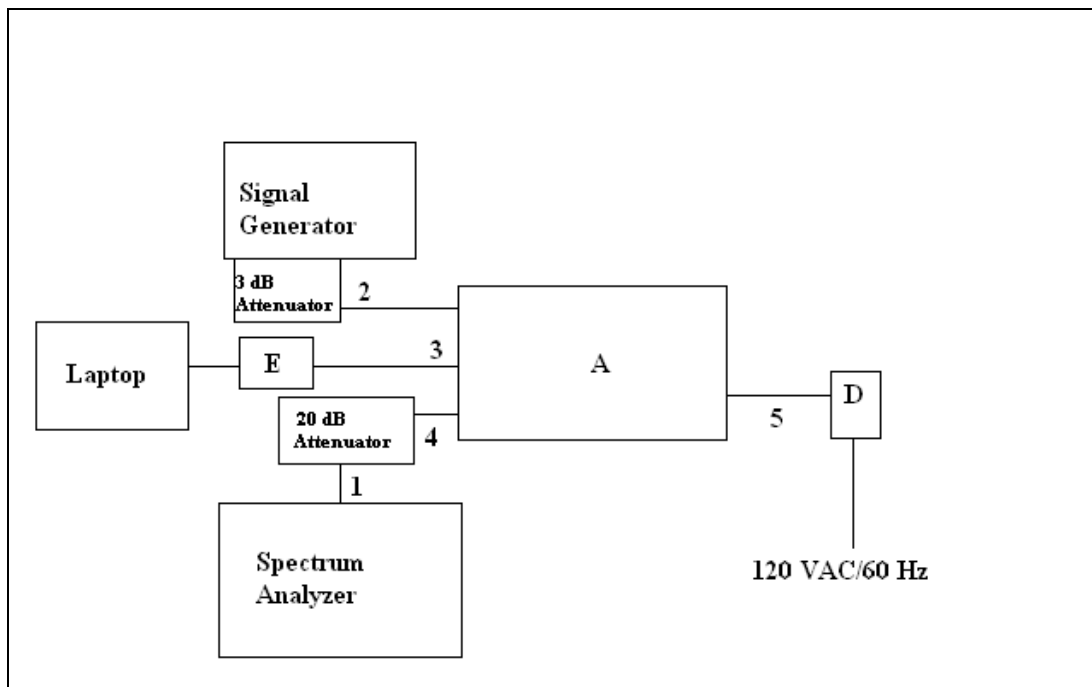 Signal
Generator
3 dB
Attenuator
2
Laptop
E
3
A
D
5
20 dB
Attenuator
4
1
Spectrum
Analyzer
120 VAC/60 Hz